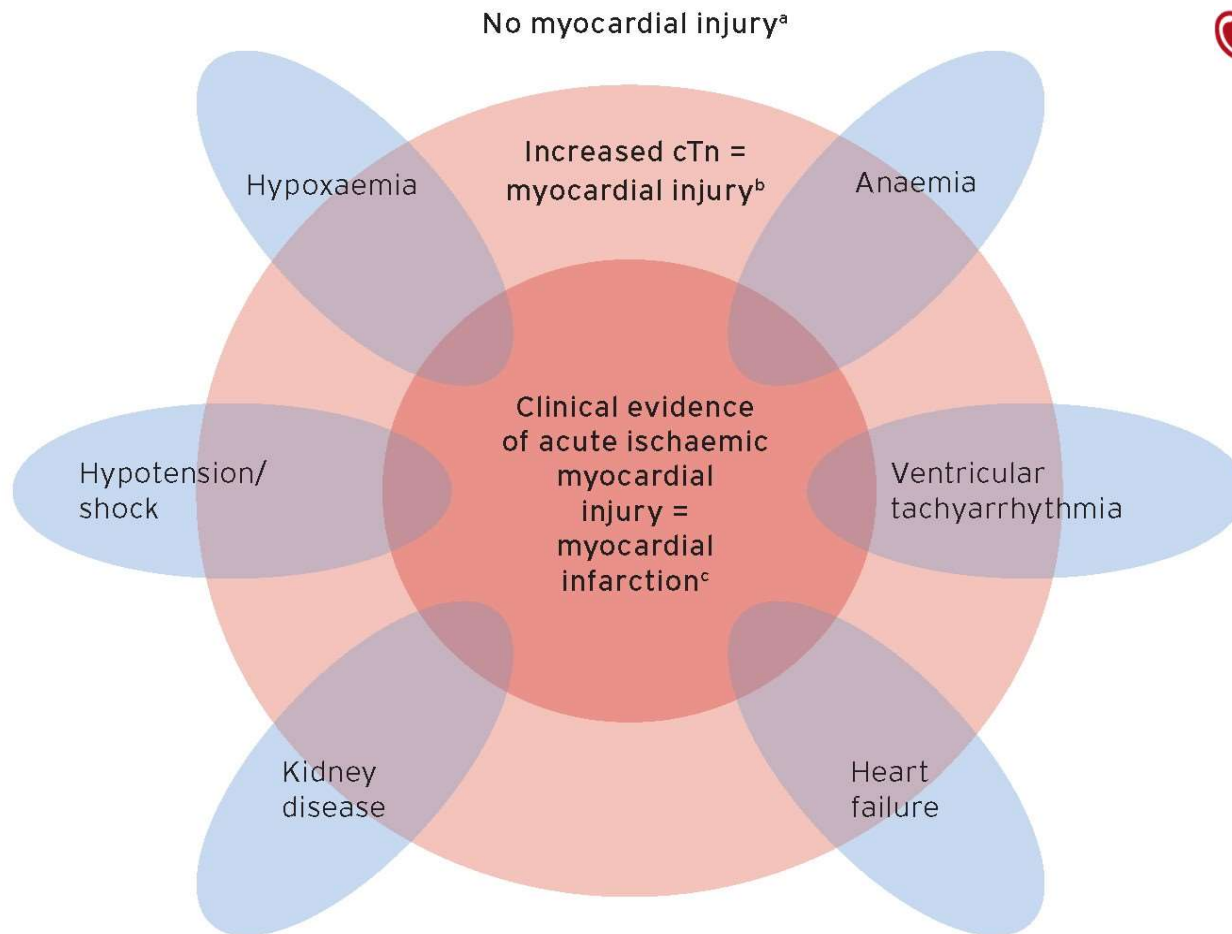 No myocardial injuryᵃ
Increased cTn =
myocardial injuryᵇ
Hypoxaemia
Anaemia
Clinical evidence
of acute ischaemic
myocardial
injury =
myocardial
infarctionᶜ
Hypotension/
shock
Ventricular
tachyarrhythmia
Kidney
disease
Heart
failure